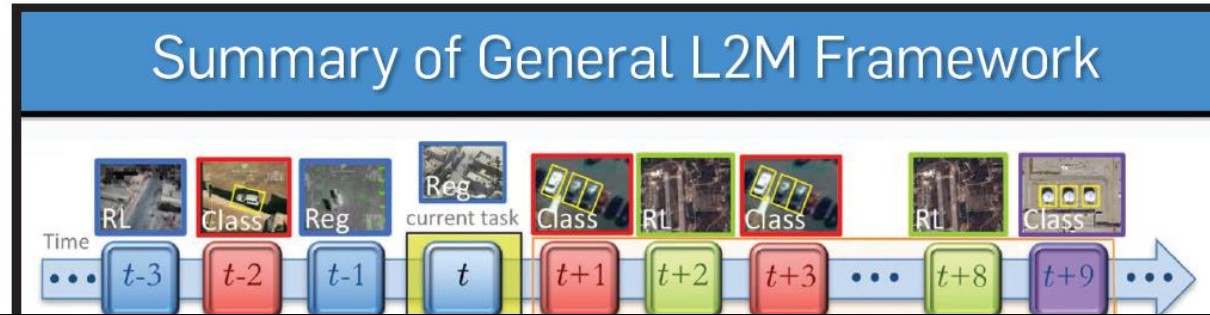 Summary of General L2M Framework
RL Class Reg Reg Class RL Class RL Class
current task
Time
••• t-3 t-2 t-1 t t+1 t+2 t+3 ••• t+8 t+9 •••